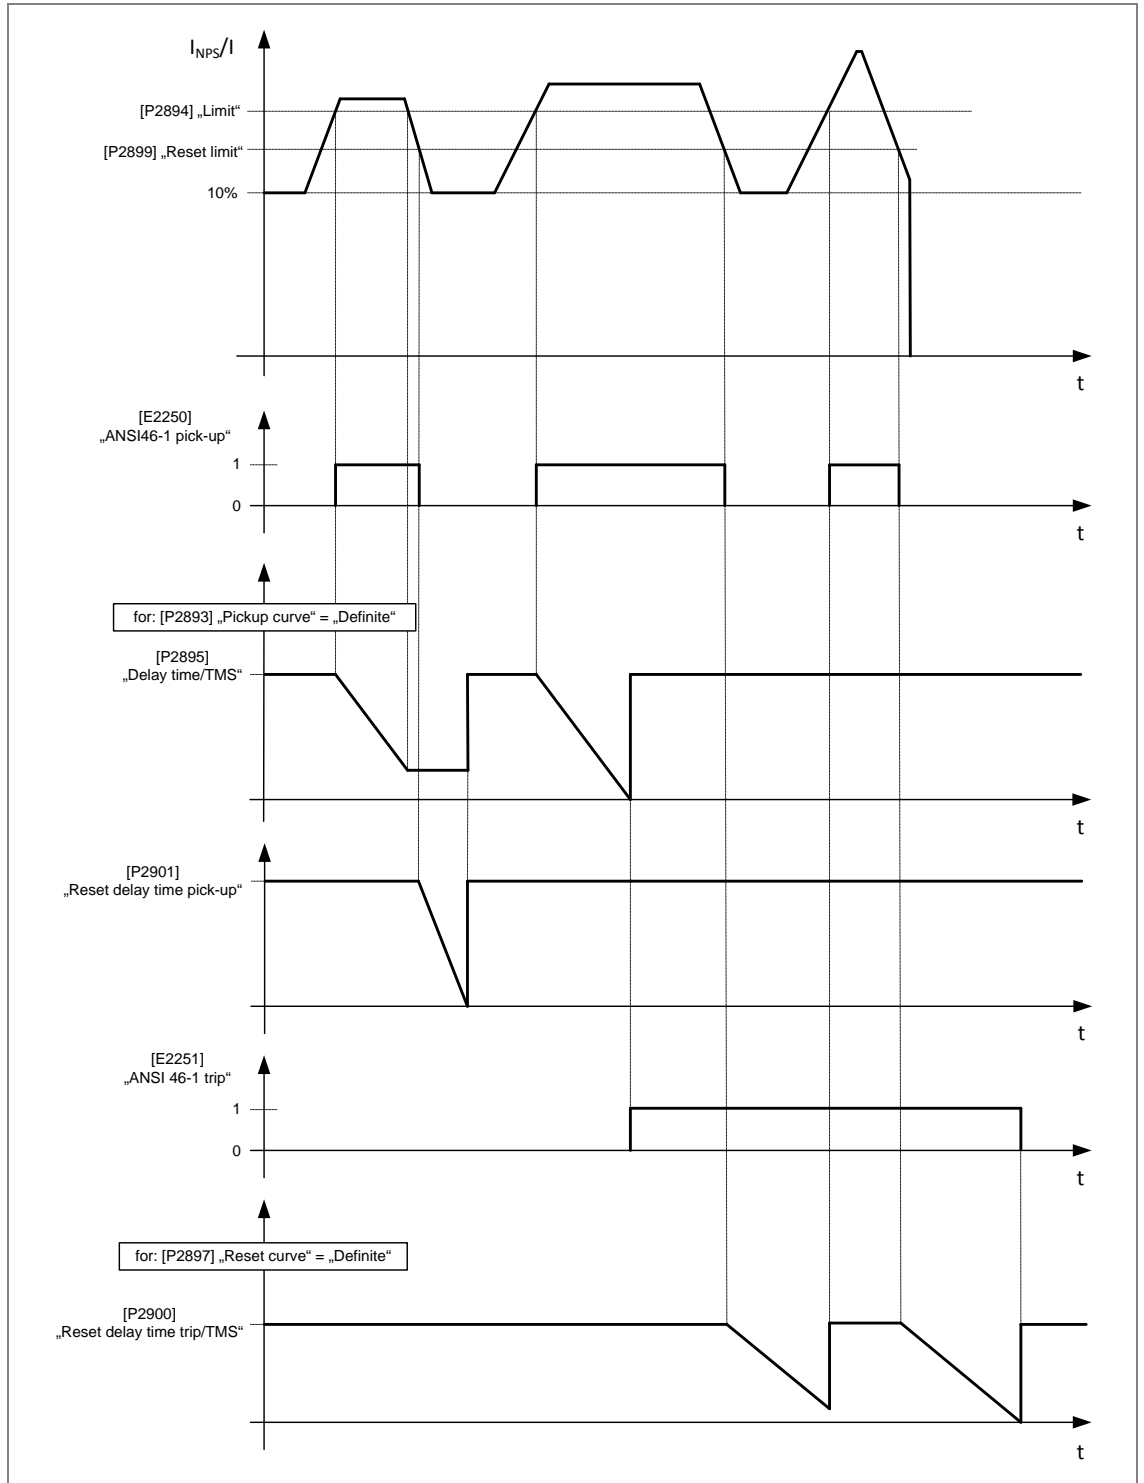 I_NPS/I
[P2894] „Limit“
[P2899] „Reset limit“
10%
t
[E2250]
„ANSI46-1 pick-up“
1
0
t
for: [P2893] „Pickup curve“ = „Definite“
[P2895]
„Delay time/TMS“
t
[P2901]
„Reset delay time pick-up“
t
[E2251]
„ANSI 46-1 trip“
1
0
t
for: [P2897] „Reset curve“ = „Definite“
[P2900]
„Reset delay time trip/TMS“
t